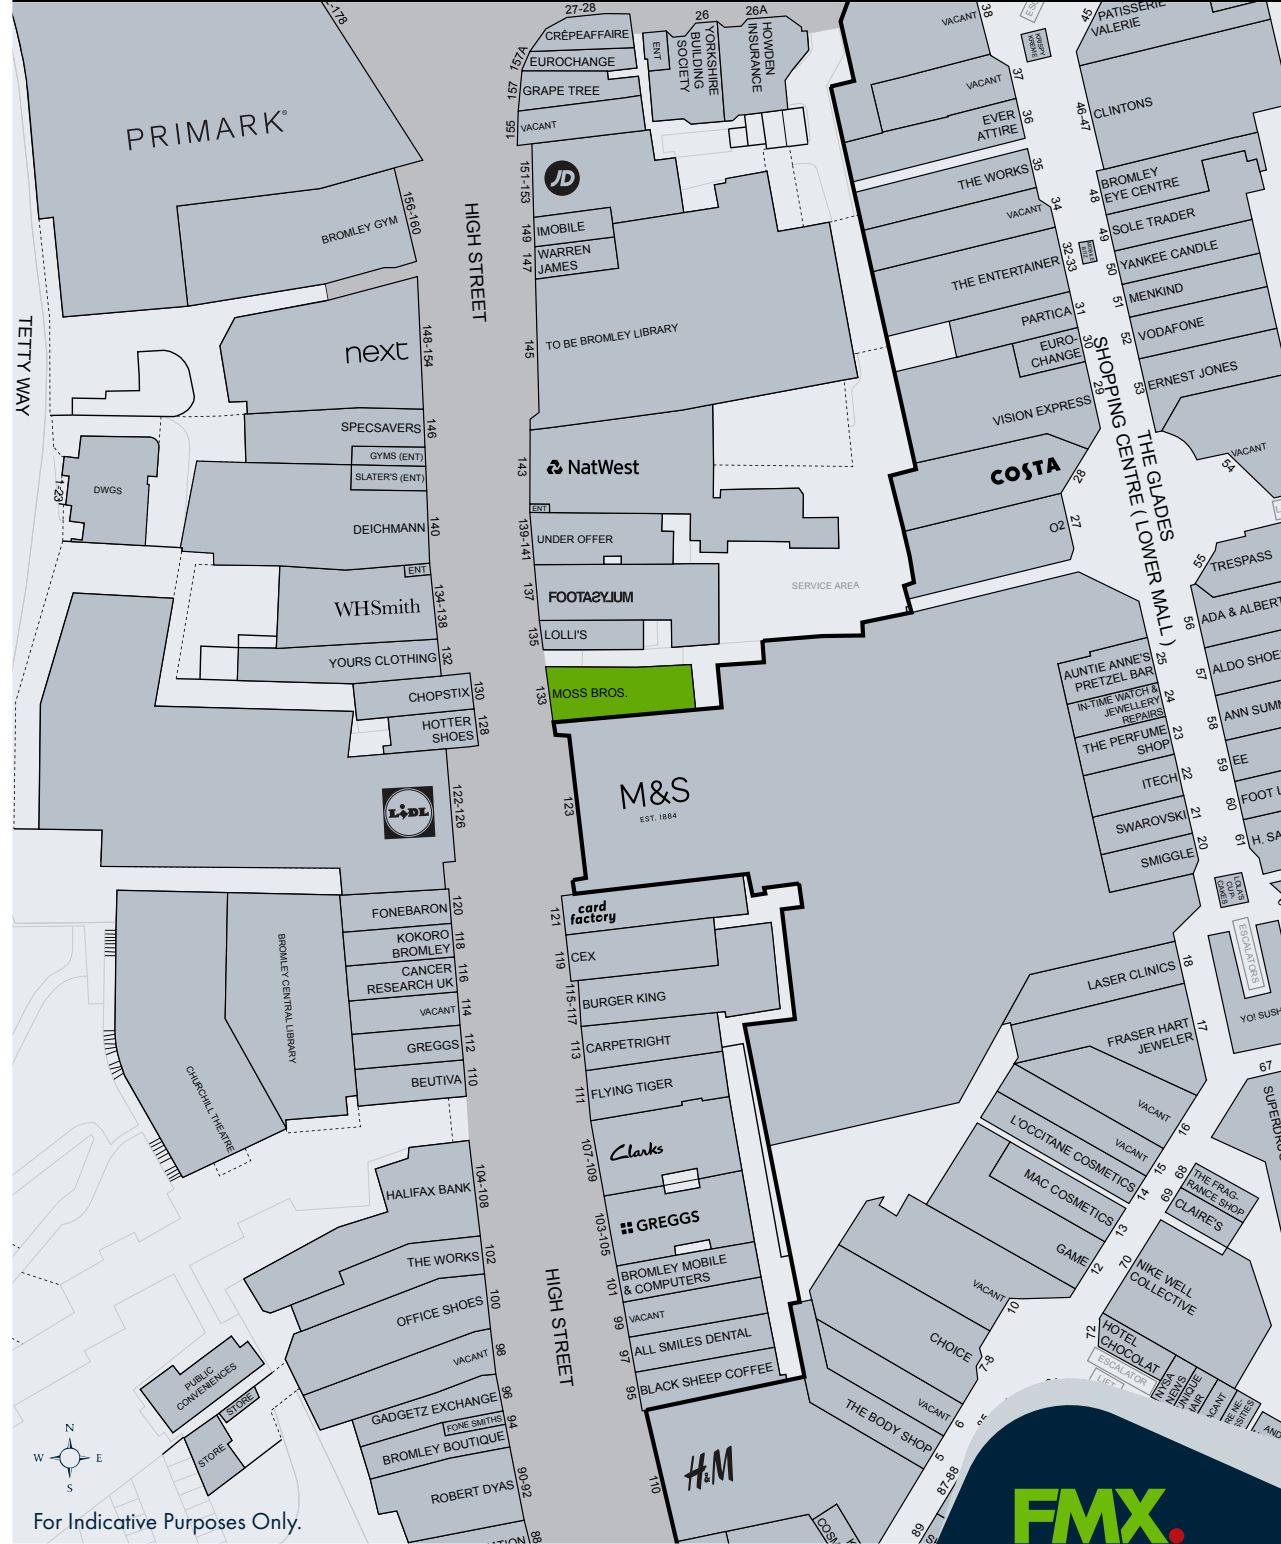 27-28
26
26A
CRÊPEAFFAIRE
157A
EUROCHANGE
157
GRAPE TREE
155
VACANT
ENT
YORKSHIRE
BUILDING
SOCIETY
HOWDEN
INSURANCE
PRIMARK
151-153
JD
149
IMOBILE
147
WARREN
JAMES
156-160
BROMLEY GYM
HIGH STREET
TETTY WAY
145
TO BE BROMLEY LIBRARY
148-154
next
146
SPECSAVERS
GYMS (ENT)
SLATER'S (ENT)
1-23
DWGS
140
DEICHMANN
ENT
143
NatWest
ENT
139-141
UNDER OFFER
137
FOOTASYLUM
135
LOLLI'S
133
MOSS BROS.
SERVICE AREA
134-138
WHSmith
132
YOURS CLOTHING
130
CHOPSTIX
128
HOTTER
SHOES
122-126
LIDL
123
M&S
EST. 1884
121
card
factory
119
CEX
115-117
BURGER KING
113
CARPETRIGHT
111
FLYING TIGER
107-109
Clarks
103-105
GREGGS
101
BROMLEY MOBILE
& COMPUTERS
99
VACANT
97
ALL SMILES DENTAL
95
BLACK SHEEP COFFEE
110
H&M
120
FONEBARON
118
KOKORO
BROMLEY
116
CANCER
RESEARCH UK
114
VACANT
112
GREGGS
110
BEUTIVA
BROMLEY CENTRAL LIBRARY
CHURCHILL THEATRE
104-108
HALIFAX BANK
102
THE WORKS
100
OFFICE SHOES
98
VACANT
96
GADGETZ EXCHANGE
94
FONE SMITHS
BROMLEY BOUTIQUE
90-92
ROBERT DYAS
88
HIGH STREET
PUBLIC
CONVENIENCES
STORE
STORE
N
W
E
S
For Indicative Purposes Only.
VACANT
38
37
VACANT
36
EVER
ATTIRE
35
THE WORKS
34
VACANT
32-33
THE ENTERTAINER
31
PARTICA
30
EURO-
CHANGE
29
VISION EXPRESS
28
COSTA
27
O2
45
PATISSERIE
VALERIE
KRISPY
KREME
46-47
CLINTONS
48
BROMLEY
EYE CENTRE
49
SOLE TRADER
50
YANKEE CANDLE
51
MENKIND
52
VODAFONE
53
ERNEST JONES
54
VACANT
THE GLADES
SHOPPING CENTRE ( LOWER MALL )
55
TRESPASS
56
ADA & ALBERT
57
ALDO SHOE
58
ANN SUMM
59
EE
60
FOOT L
61
H. SA
25
AUNTIE ANNE'S
PRETZEL BAR
24
IN-TIME WATCH &
JEWELLERY
REPAIRS
23
THE PERFUME
SHOP
22
ITECH
21
SWAROVSKI
20
SMIGGLE
LOLA'S
CUP-
CAKES
ESCALATORS
YO! SUSH
67
SUPERDRUG
18
LASER CLINICS
17
FRASER HART
JEWELER
16
VACANT
15
VACANT
14
L'OCCITANE COSMETICS
13
MAC COSMETICS
12
GAME
10
VACANT
7-8
CHOICE
6
VACANT
5
THE BODY SHOP
87-88
89
68
THE FRAG-
RANCE SHOP
69
CLAIRE'S
70
NIKE WELL
COLLECTIVE
72
HOTEL
CHOCOLAT
ESCALATOR
LIFT
NYSA
NEWS
FMX.